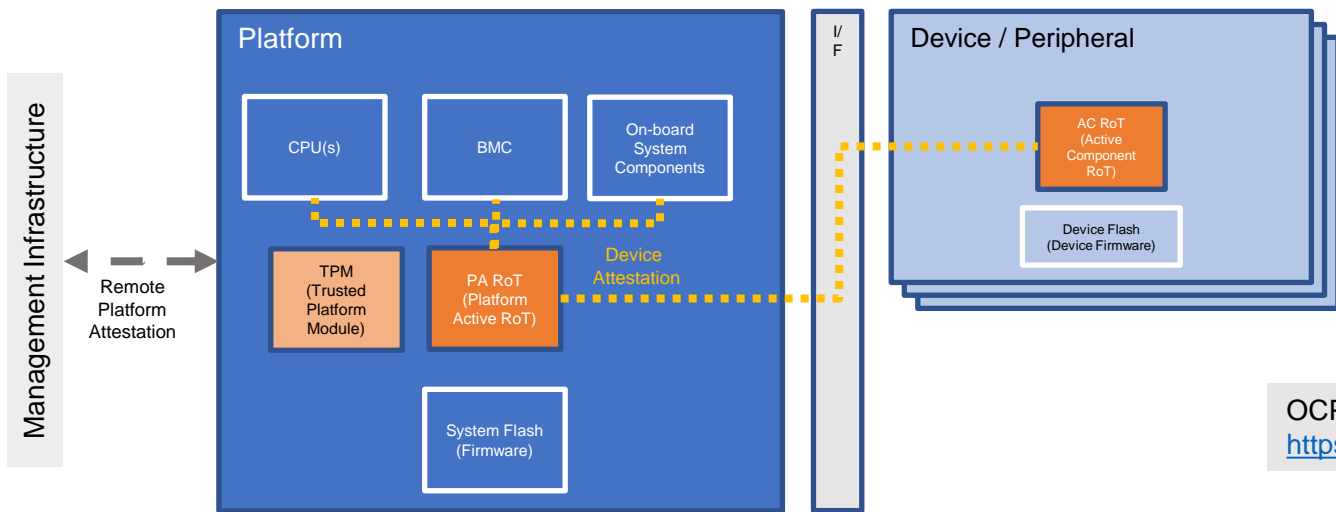 Management Infrastructure
Remote
Platform
Attestation
Platform
CPU(s)
BMC
On-board
System
Components
TPM
(Trusted
Platform
Module)
PA RoT
(Platform
Active RoT)
Device
Attestation
System Flash
(Firmware)
I/
F
Device / Peripheral
AC RoT
(Active
Component
RoT)
Device Flash
(Device Firmware)
https